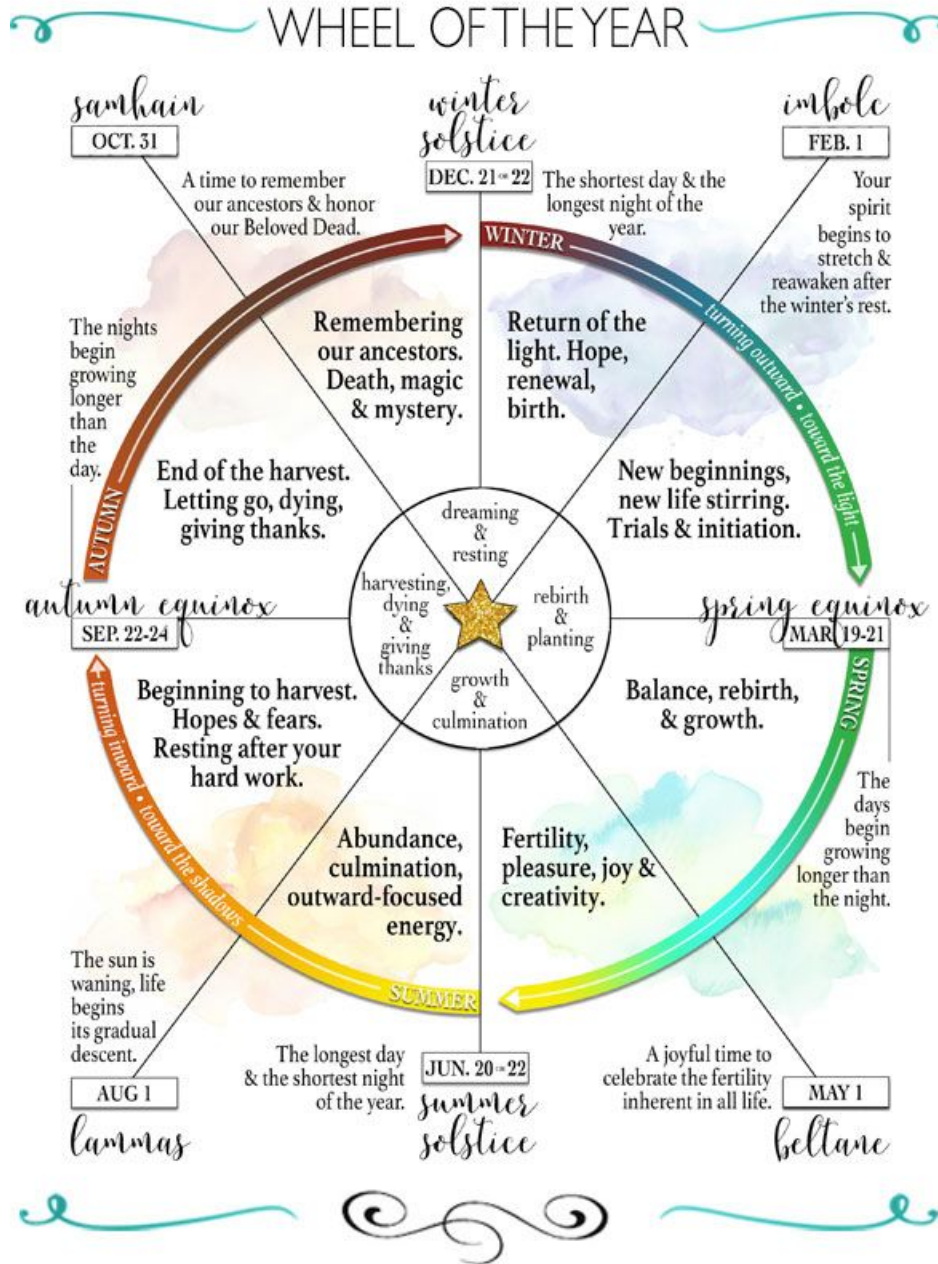 WHEEL OF THE YEAR
samhain
OCT. 31
winter
solstice
DEC. 21 OR 22
imbolc
FEB. 1
A time to remember
our ancestors & honor
our Beloved Dead.
The shortest day & the
longest night of the
year.
Your
spirit
begins to
stretch &
reawaken after
the winter's rest.
WINTER
turning outward • toward the light
The nights
begin
growing
longer
than
the
day.
AUTUMN
Remembering
our ancestors.
Death, magic
& mystery.
Return of the
light. Hope,
renewal,
birth.
End of the harvest.
Letting go, dying,
giving thanks.
New beginnings,
new life stirring.
Trials & initiation.
dreaming
&
resting
harvesting,
dying
&
giving
thanks
rebirth
&
planting
growth
&
culmination
autumn equinox
SEP. 22-24
spring equinox
MAR. 19-21
SPRING
Beginning to harvest.
Hopes & fears.
Resting after your
hard work.
Balance, rebirth,
& growth.
turning inward • toward the shadows
The
days
begin
growing
longer than
the night.
Abundance,
culmination,
outward-focused
energy.
Fertility,
pleasure, joy &
creativity.
SUMMER
The sun is
waning, life
begins
its gradual
descent.
AUG 1
lammas
The longest day
& the shortest night
of the year.
JUN. 20 OR 22
summer
solstice
A joyful time to
celebrate the fertility
inherent in all life.
MAY 1
beltane